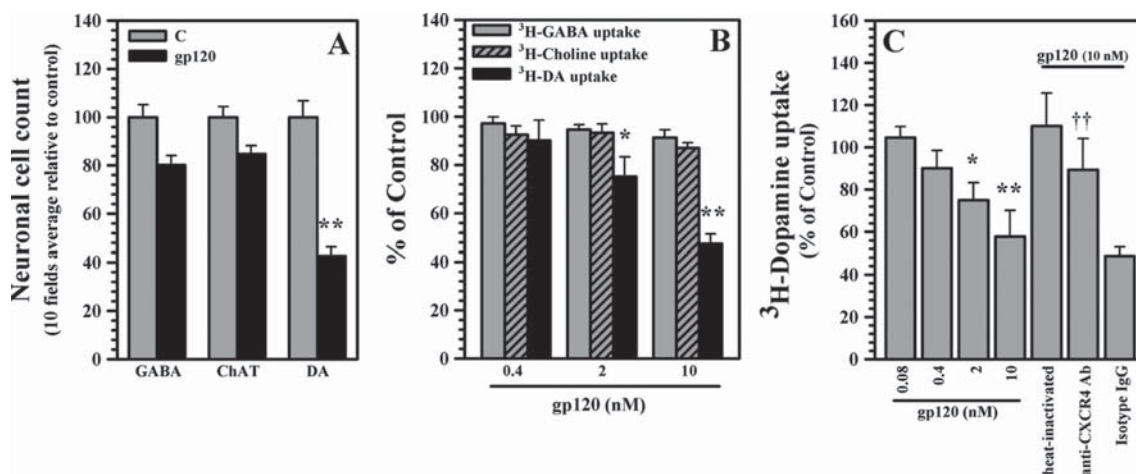 A
C
gp120
Neuronal cell count
(10 fields average relative to control)
140
120
100
80
60
40
20
0
**
GABA
ChAT
DA
B
³H-GABA uptake
³H-Choline uptake
³H-DA uptake
% of Control
140
120
100
80
60
40
20
0
*
**
0.4
2
10
gp120 (nM)
C
gp120 (10 nM)
³H-Dopamine uptake
(% of Control)
160
140
120
100
80
60
40
20
0
*
**
††
0.08
0.4
2
10
gp120 (nM)
heat-inactivated
anti-CXCR4 Ab
Isotype IgG